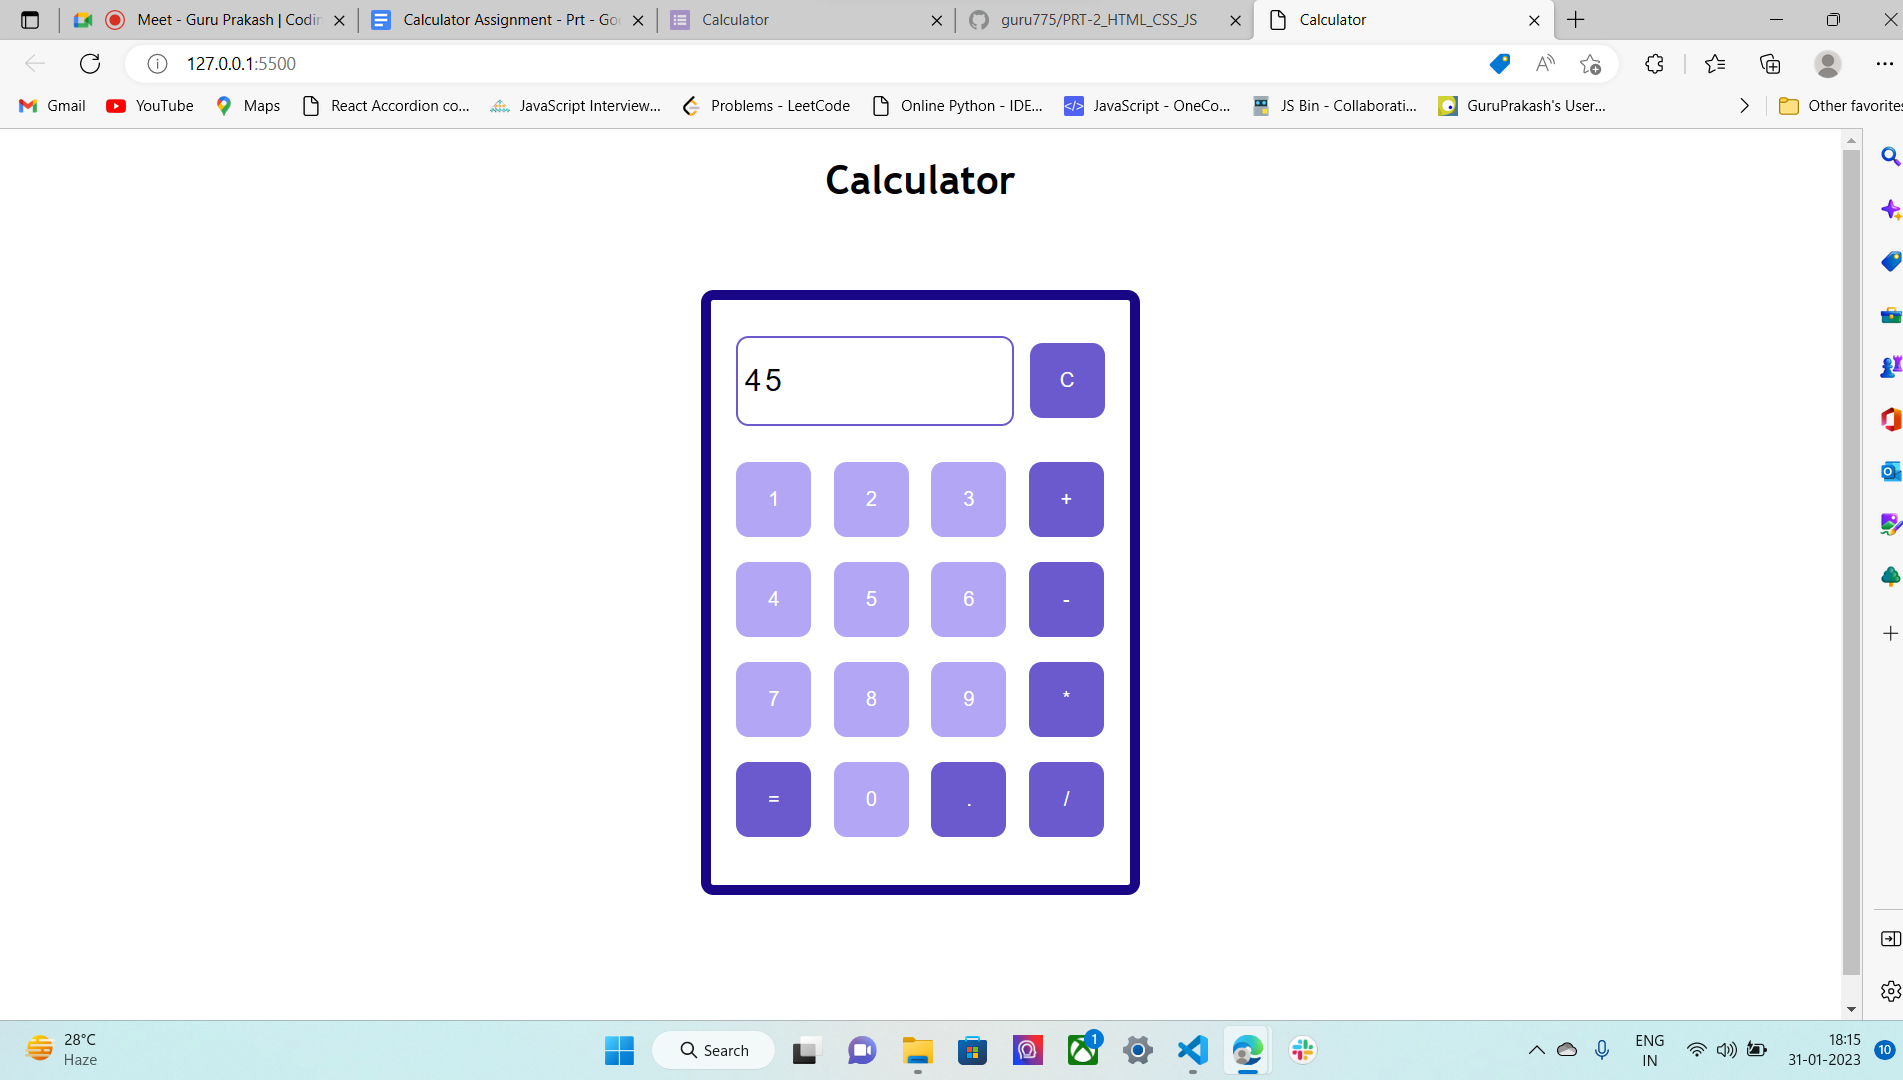 Meet - Guru Prakash | Codin
Calculator Assignment - Prt - Goo
Calculator
guru775/PRT-2_HTML_CSS_JS
Calculator
127.0.0.1:5500
Gmail
YouTube
Maps
React Accordion co...
JavaScript Interview...
Problems - LeetCode
Online Python - IDE...
JavaScript - OneCo...
JS Bin - Collaborati...
GuruPrakash's User...
Other favorites
Calculator
45
C
1 2 3 +
4 5 6 -
7 8 9 *
= 0 . /
28°C
Haze
Search
1
ENG
IN
18:15
31-01-2023
10